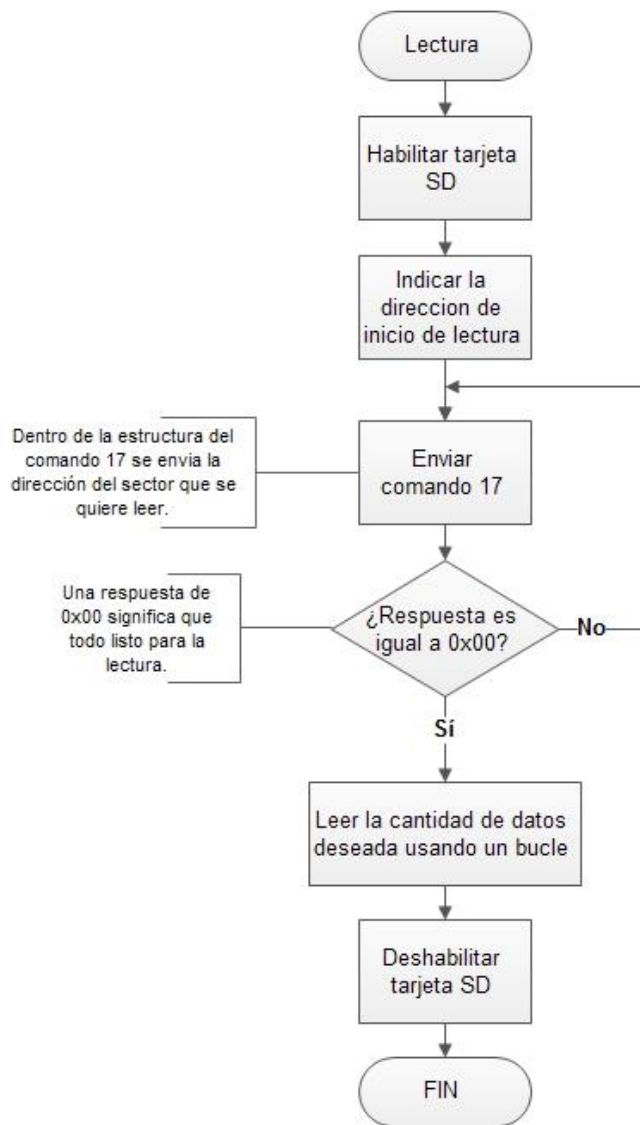 Lectura
Habilitar tarjeta
SD
Indicar la
direccion de
inicio de lectura
Dentro de la estructura del
comando 17 se envia la
dirección del sector que se
quiere leer.
Enviar
comando 17
Una respuesta de
0x00 significa que
todo listo para la
lectura.
¿Respuesta es
igual a 0x00?
No
Sí
Leer la cantidad de datos
deseada usando un bucle
Deshabilitar
tarjeta SD
FIN